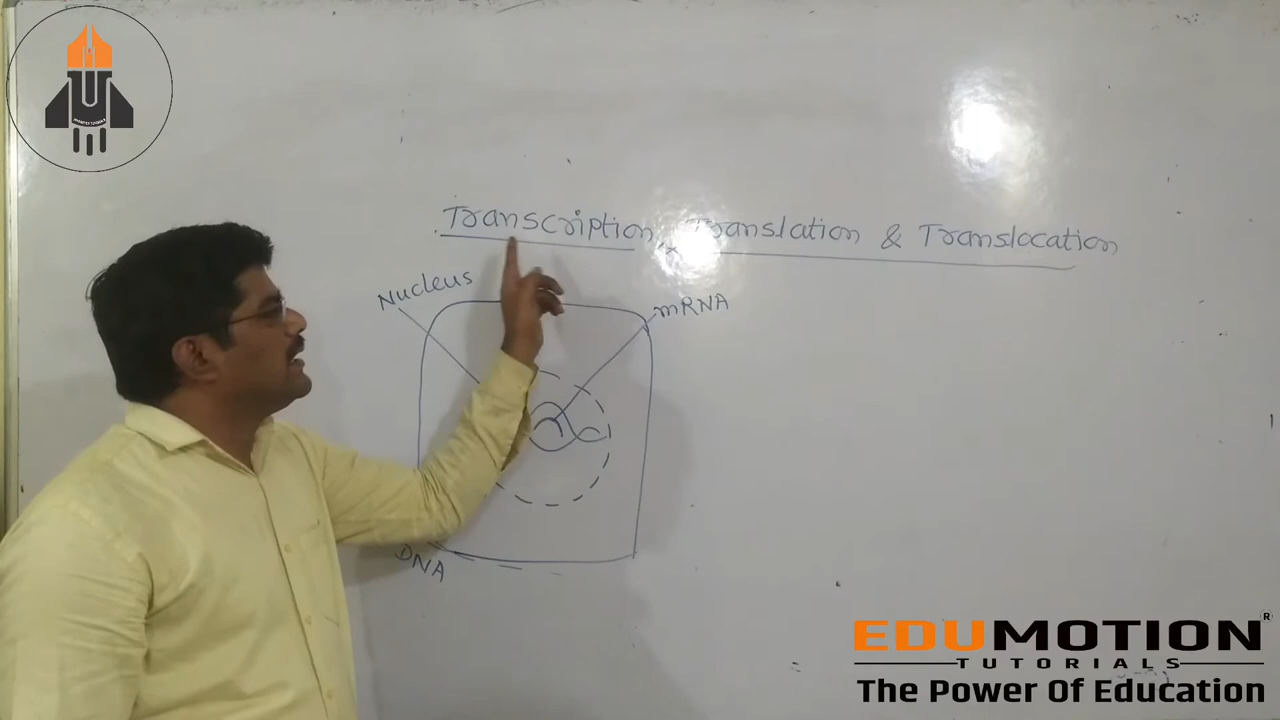 Transcription, Translation & Translocation
Nucleus
mRNA
DNA
EDUMOTION®
TUTORIALS
The Power Of Education